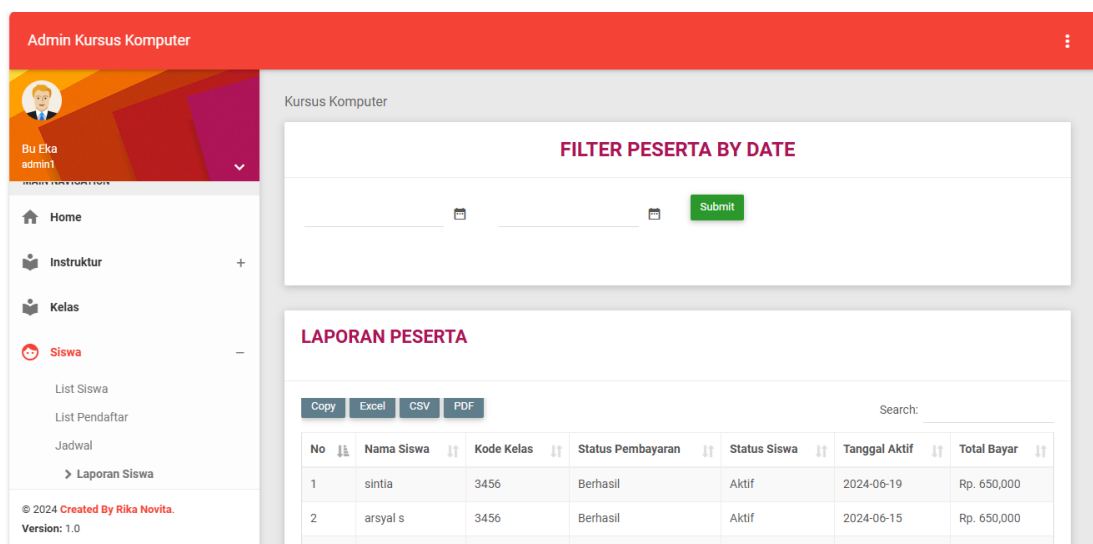 Admin Kursus Komputer
Bu Eka
admin1
MAIN NAVIGATION
Home
Instruktur +
Kelas
Siswa −
List Siswa
List Pendaftar
Jadwal
Laporan Siswa
© 2024 Created By Rika Novita.
Version: 1.0
Kursus Komputer
FILTER PESERTA BY DATE
Submit
LAPORAN PESERTA
Copy Excel CSV PDF
Search:
No Nama Siswa Kode Kelas Status Pembayaran Status Siswa Tanggal Aktif Total Bayar
1 sintia 3456 Berhasil Aktif 2024-06-19 Rp. 650,000
2 arsyal s 3456 Berhasil Aktif 2024-06-15 Rp. 650,000